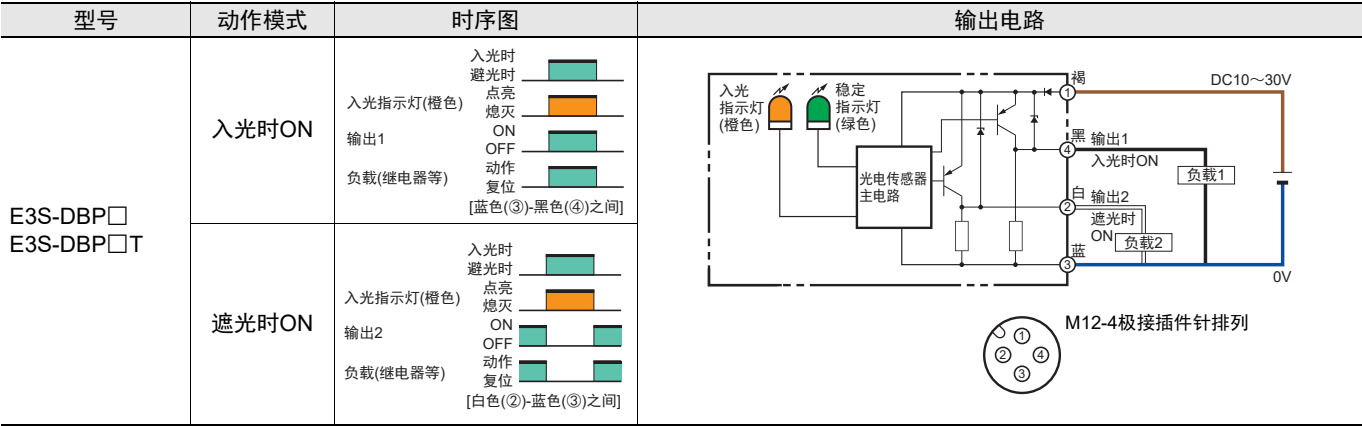 型号
动作模式
时序图
输出电路
E3S-DBP□
E3S-DBP□T
入光时ON
入光时
避光时
入光指示灯(橙色)
点亮
熄灭
输出1
ON
OFF
负载(继电器等)
动作
复位
[蓝色(③)-黑色(④)之间]
遮光时ON
入光时
避光时
入光指示灯(橙色)
点亮
熄灭
输出2
ON
OFF
负载(继电器等)
动作
复位
[白色(②)-蓝色(③)之间]
入光
指示灯
(橙色)
稳定
指示灯
(绿色)
光电传感器
主电路
褐
①
DC10～30V
黑
④
输出1
入光时ON
负载1
白
②
输出2
遮光时
ON
负载2
蓝
③
0V
M12-4极接插件针排列
①
② ④
③